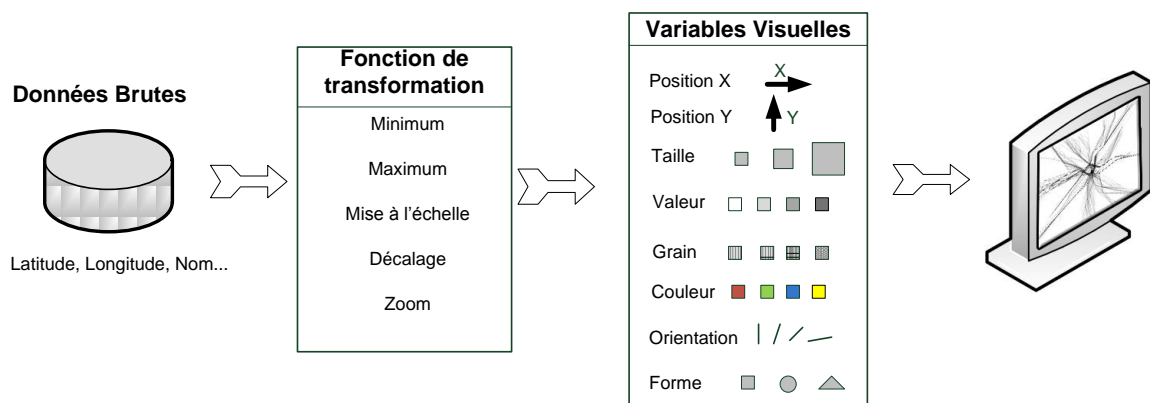 Données Brutes
Latitude, Longitude, Nom...
Fonction de
transformation
Minimum
Maximum
Mise à l'échelle
Décalage
Zoom
Variables Visuelles
Position X
X
Position Y
Y
Taille
Valeur
Grain
Couleur
Orientation
Forme